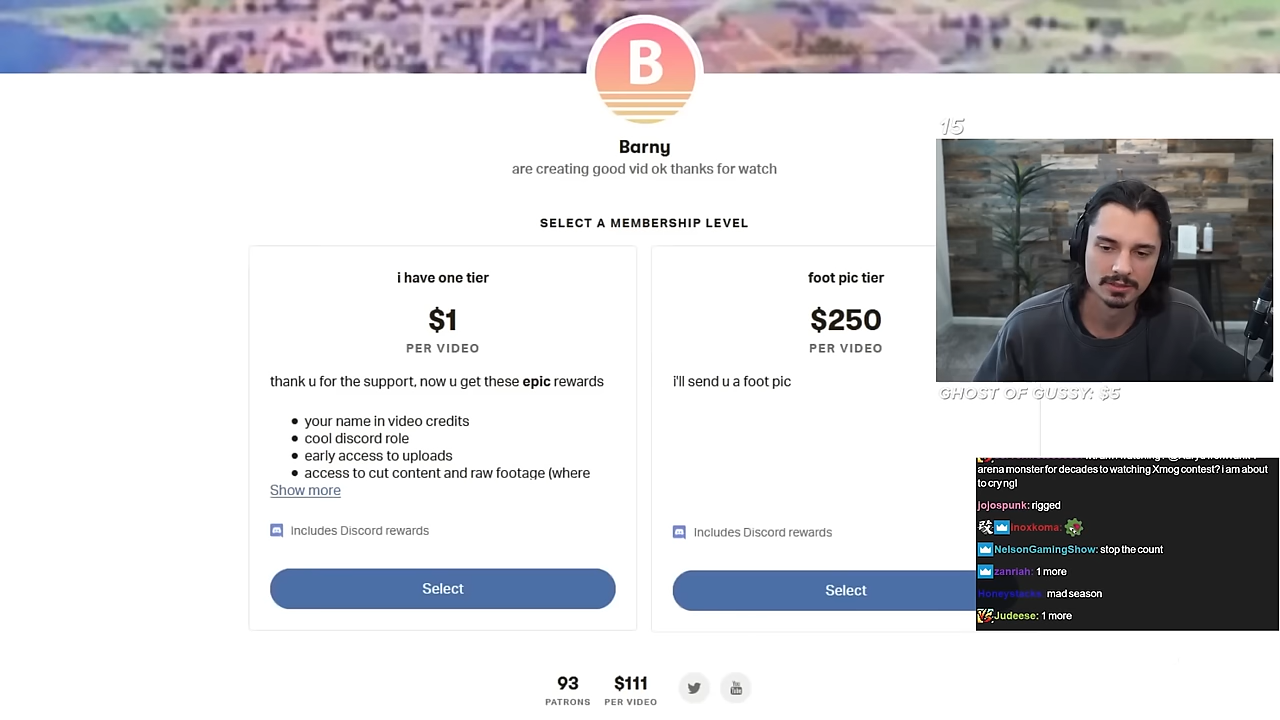 B
Barny
are creating good vid ok thanks for watch
SELECT A MEMBERSHIP LEVEL
i have one tier
$1
PER VIDEO
thank u for the support, now u get these epic rewards
● your name in video credits
● cool discord role
● early access to uploads
● access to cut content and raw footage (where
Show more
Includes Discord rewards
Select
foot pic tier
$250
PER VIDEO
i'll send u a foot pic
Includes Discord rewards
Select
93
PATRONS
$111
PER VIDEO
You Tube
15
GHOST OF GUSSY: $5
arena monster for decades to watching Xmog contest? i am about
to cry ngl
jojospunk: rigged
inoxkoma:
NelsonGamingShow: stop the count
zanriah: 1 more
Honeystacks: mad season
Judeese: 1 more